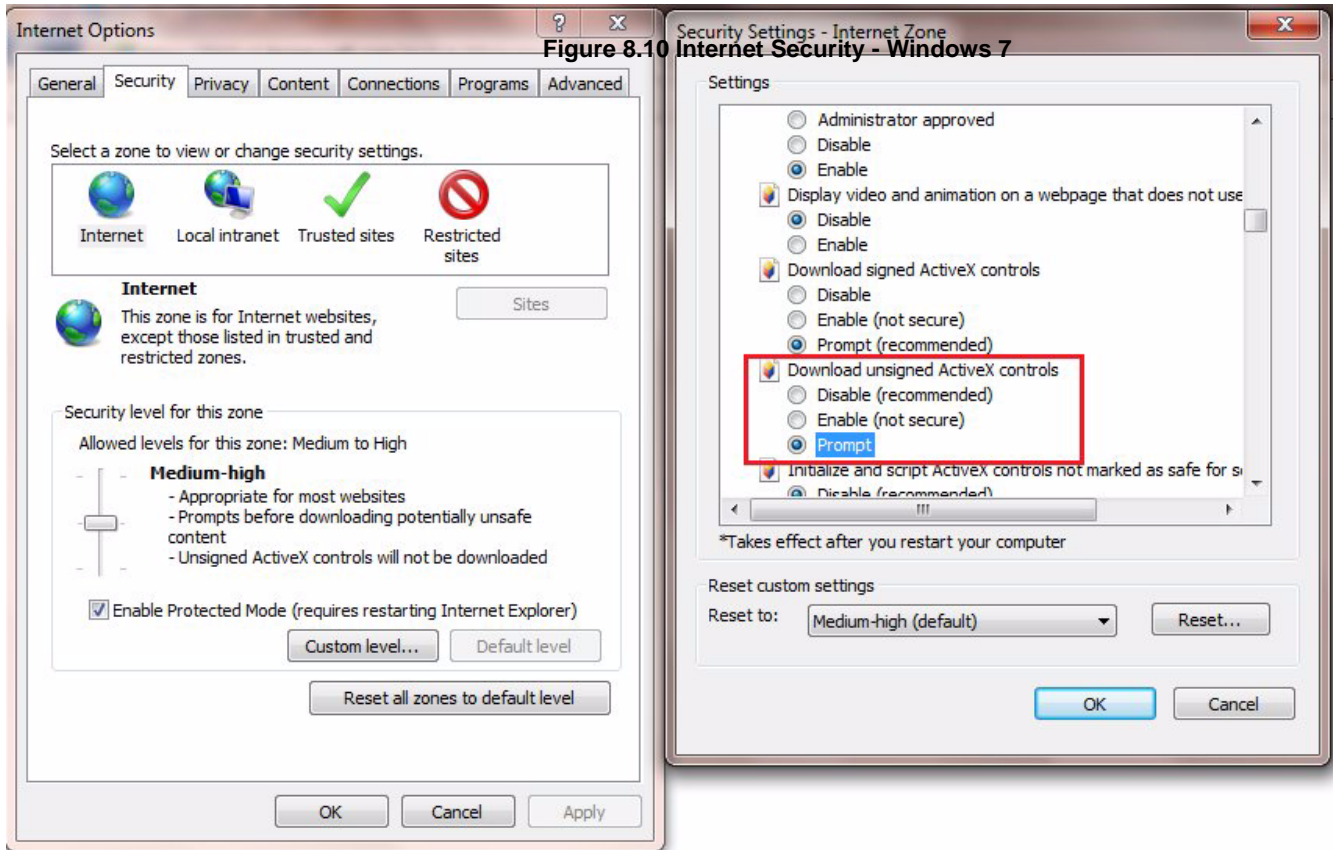 Internet Options
Figure 8.10 Internet Security - Windows 7
General Security Privacy Content Connections Programs Advanced
Select a zone to view or change security settings.
Internet
Local intranet
Trusted sites
Restricted
sites
Internet
This zone is for Internet websites,
except those listed in trusted and
restricted zones.
Sites
Security level for this zone
Allowed levels for this zone: Medium to High
Medium-high
- Appropriate for most websites
- Prompts before downloading potentially unsafe
content
- Unsigned ActiveX controls will not be downloaded
Enable Protected Mode (requires restarting Internet Explorer)
Custom level...
Default level
Reset all zones to default level
OK
Cancel
Apply
Security Settings - Internet Zone
Settings
Administrator approved
Disable
Enable
Display video and animation on a webpage that does not use
Disable
Enable
Download signed ActiveX controls
Disable
Enable (not secure)
Prompt (recommended)
Download unsigned ActiveX controls
Disable (recommended)
Enable (not secure)
Prompt
Initialize and script ActiveX controls not marked as safe for
Disable (recommended)
*Takes effect after you restart your computer
Reset custom settings
Reset to:
Medium-high (default)
Reset...
OK
Cancel